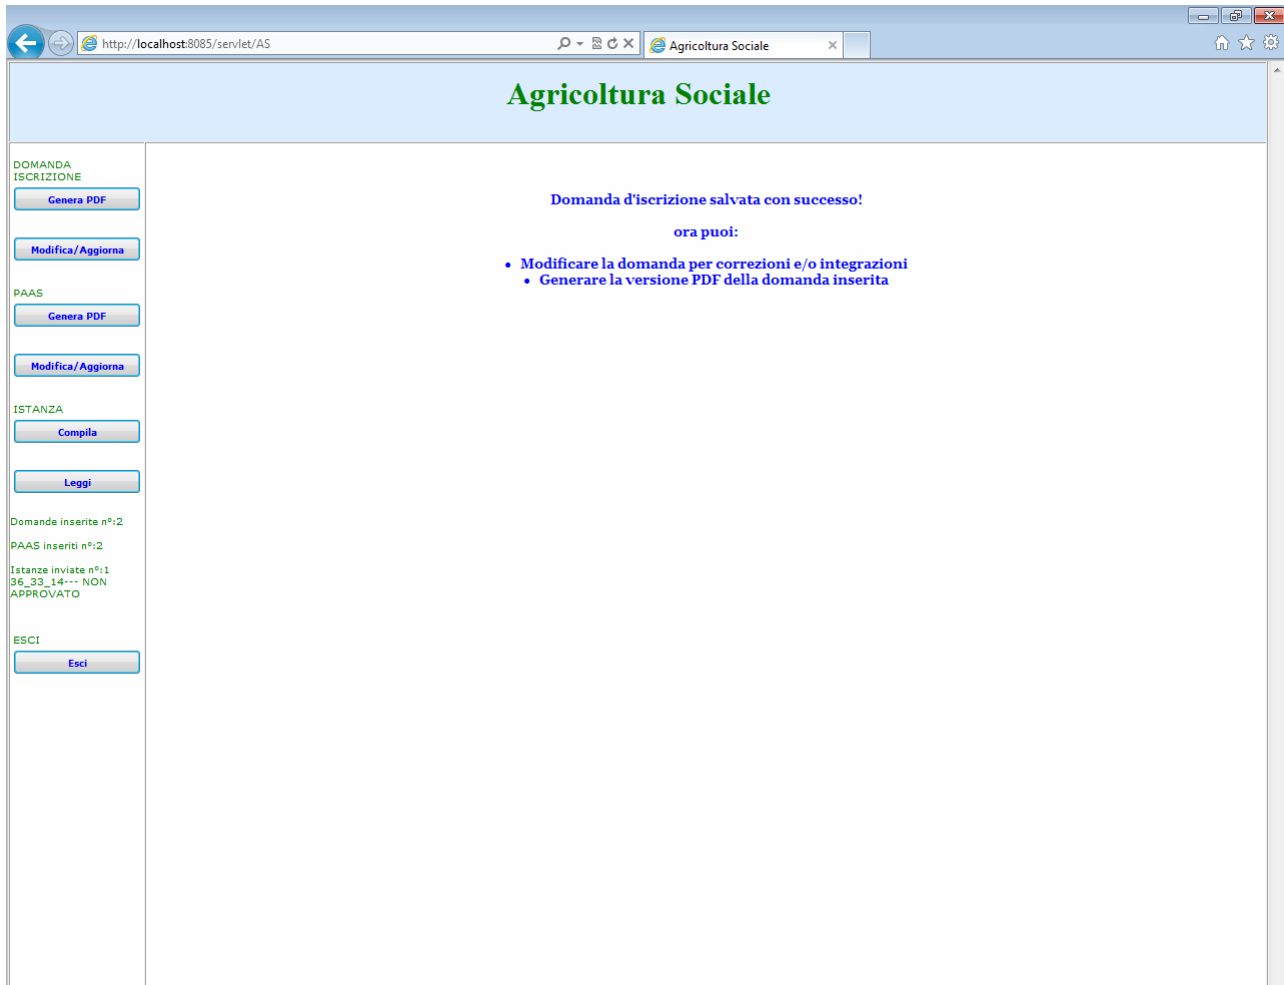 http://localhost:8085/servlet/AS
Agricoltura Sociale
Agricoltura Sociale
DOMANDA
ISCRIZIONE
Genera PDF
Modifica/Aggiorna
PAAS
Genera PDF
Modifica/Aggiorna
ISTANZA
Compila
Leggi
Domande inserite nº:2
PAAS inseriti nº:2
Istanze inviate nº:1
36_33_14--- NON
APPROVATO
ESCI
Esci
Domanda d'iscrizione salvata con successo!
ora puoi:
• Modificare la domanda per correzioni e/o integrazioni
• Generare la versione PDF della domanda inserita